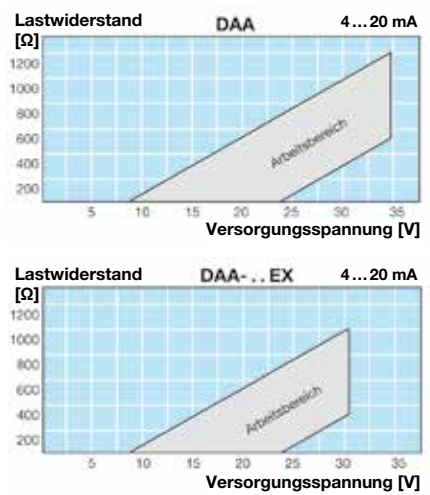 Lastwiderstand DAA 4…20 mA
[Ω]
1200
1000
800
600
400
200
Arbeitsbereich
5 10 15 20 25 30 35
Versorgungsspannung [V]
Lastwiderstand DAA-..EX 4…20 mA
[Ω]
1200
1000
800
600
400
200
Arbeitsbereich
5 10 15 20 25 30 35
Versorgungsspannung [V]